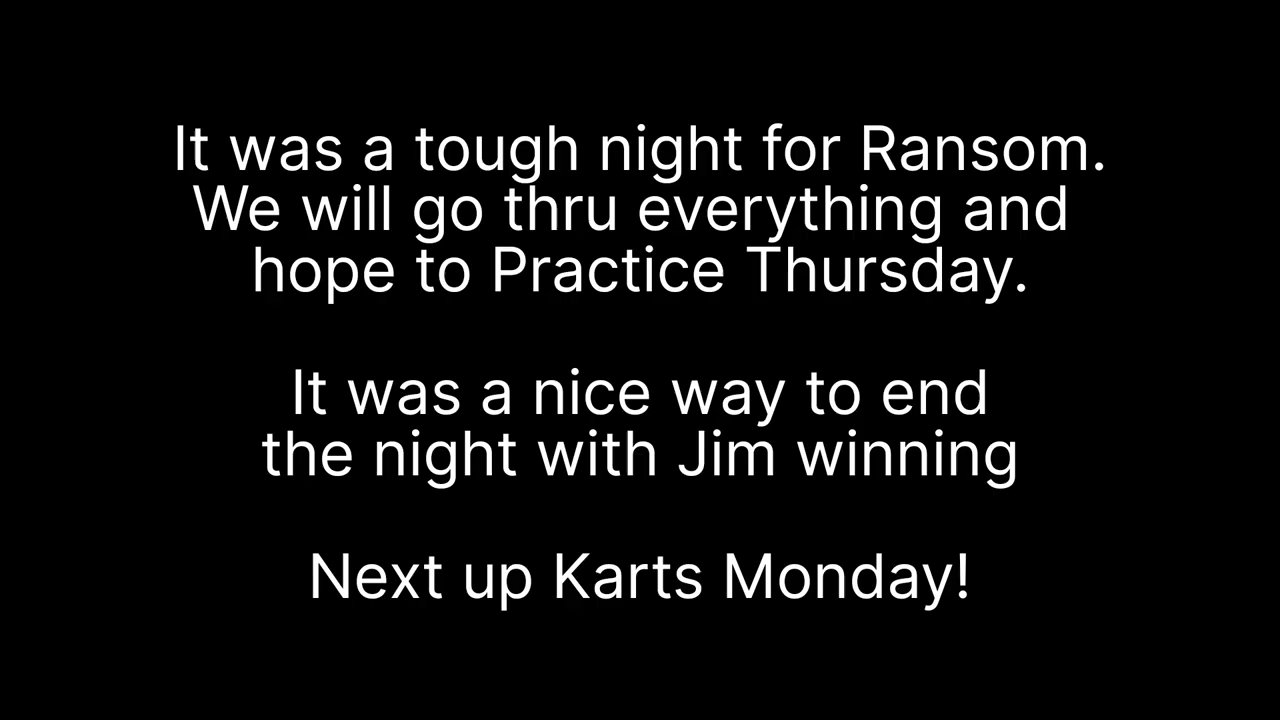 It was a tough night for Ransom.
We will go thru everything and
hope to Practice Thursday.
It was a nice way to end
the night with Jim winning
Next up Karts Monday!